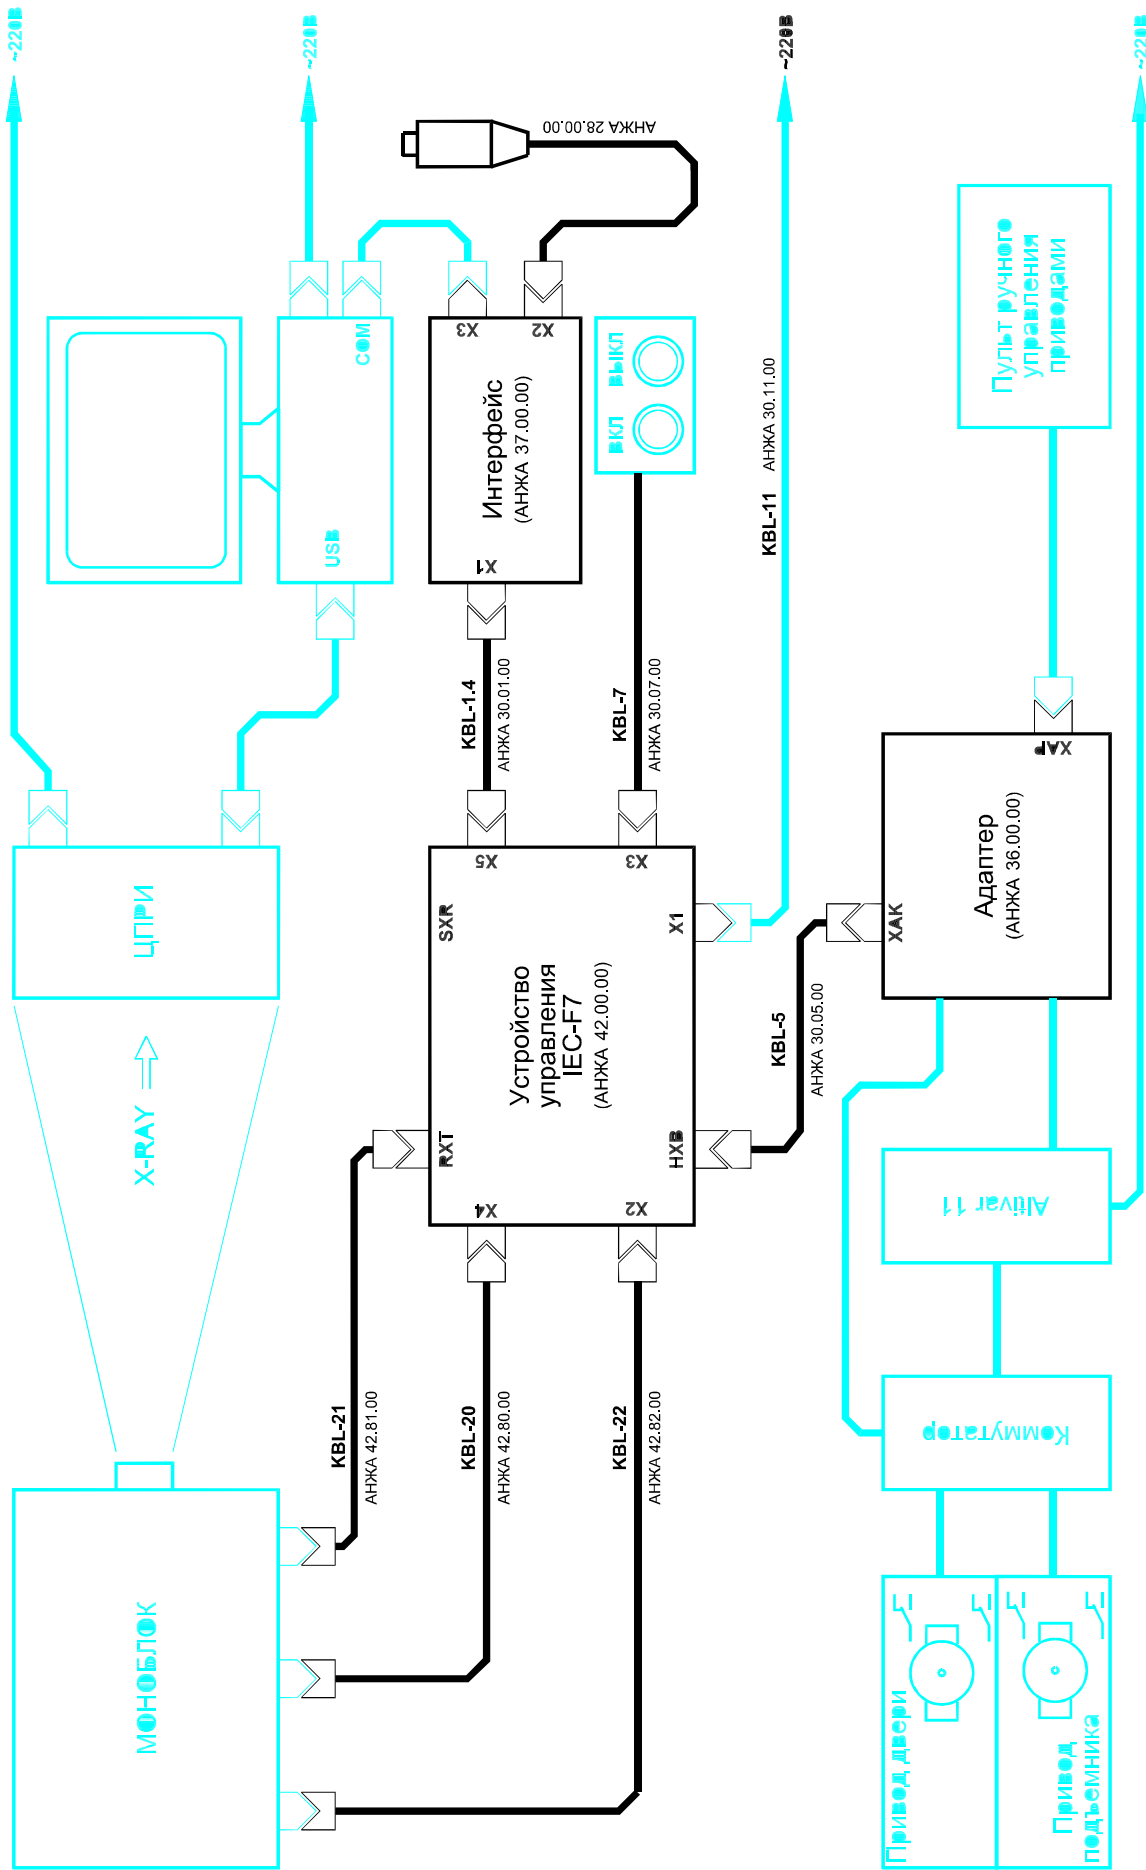 ~220В
~220В
~220В
~220В
АНЖА 28.00.00
COM
USB
X3
X2
Интерфейс
(АНЖА 37.00.00)
X1
ВКЛ
ВЫКЛ
KBL-11
АНЖА 30.11.00
Пульт ручного
управления
приводами
KBL-1.4
АНЖА 30.01.00
KBL-7
АНЖА 30.07.00
ЦПРИ
X-RAY
X5
X3
SXR
X1
Устройство
управления
IEC-F7
(АНЖА 42.00.00)
RXT
HXB
X4
X2
XAP
Адаптер
(АНЖА 36.00.00)
XAK
KBL-5
АНЖА 30.05.00
KBL-21
АНЖА 42.81.00
KBL-20
АНЖА 42.80.00
KBL-22
АНЖА 42.82.00
МОНОБЛОК
Altivar 11
Коммутатор
Привод двери
Привод
подъемника